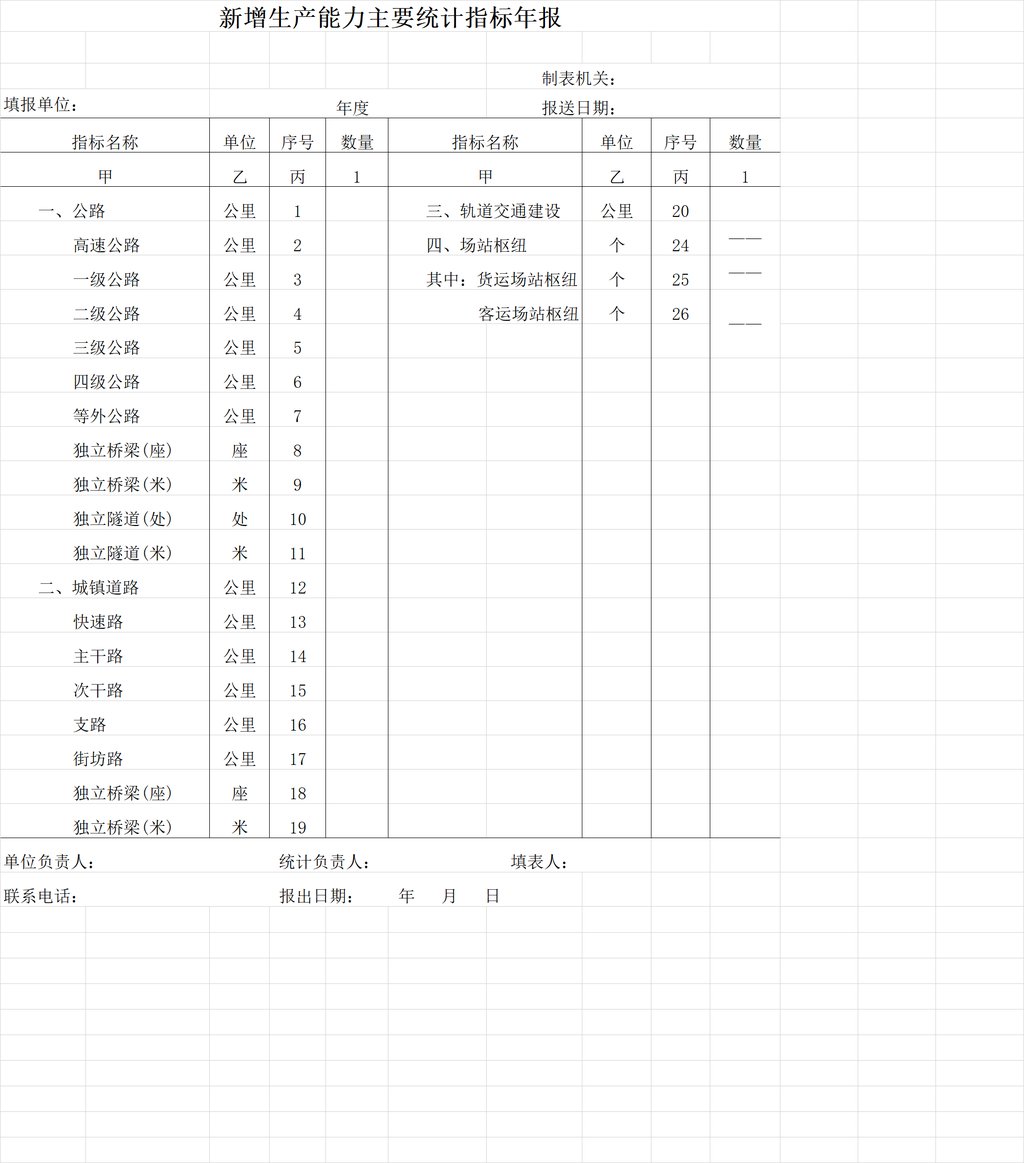 新增生产能力主要统计指标年报
制表机关：
填报单位： 年度 报送日期：
指标名称 单位 序号 数量 指标名称 单位 序号 数量
甲 乙 丙 1 甲 乙 丙 1
一、公路 公里 1 三、轨道交通建设 公里 20
高速公路 公里 2 四、场站枢纽 个 24 ——
一级公路 公里 3 其中：货运场站枢纽 个 25 ——
二级公路 公里 4 客运场站枢纽 个 26 ——
三级公路 公里 5
四级公路 公里 6
等外公路 公里 7
独立桥梁(座) 座 8
独立桥梁(米) 米 9
独立隧道(处) 处 10
独立隧道(米) 米 11
二、城镇道路 公里 12
快速路 公里 13
主干路 公里 14
次干路 公里 15
支路 公里 16
街坊路 公里 17
独立桥梁(座) 座 18
独立桥梁(米) 米 19
单位负责人： 统计负责人： 填表人：
联系电话： 报出日期： 年 月 日